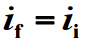 i_f = i_i